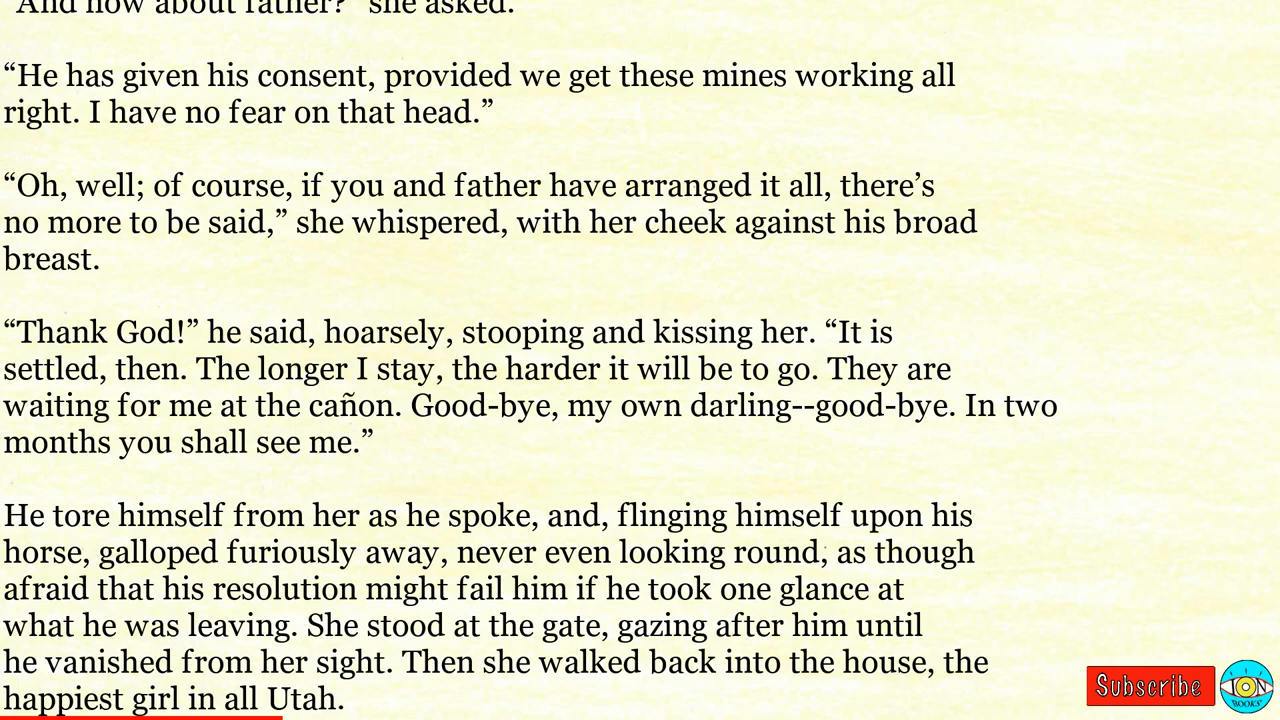 "And how about father?" she asked.
“He has given his consent, provided we get these mines working all
right. I have no fear on that head.”
“Oh, well; of course, if you and father have arranged it all, there’s
no more to be said,” she whispered, with her cheek against his broad
breast.
“Thank God!” he said, hoarsely, stooping and kissing her. “It is
settled, then. The longer I stay, the harder it will be to go. They are
waiting for me at the cañon. Good-bye, my own darling--good-bye. In two
months you shall see me.”
He tore himself from her as he spoke, and, flinging himself upon his
horse, galloped furiously away, never even looking round, as though
afraid that his resolution might fail him if he took one glance at
what he was leaving. She stood at the gate, gazing after him until
he vanished from her sight. Then she walked back into the house, the
happiest girl in all Utah.
Subscribe
ION
BOOKS